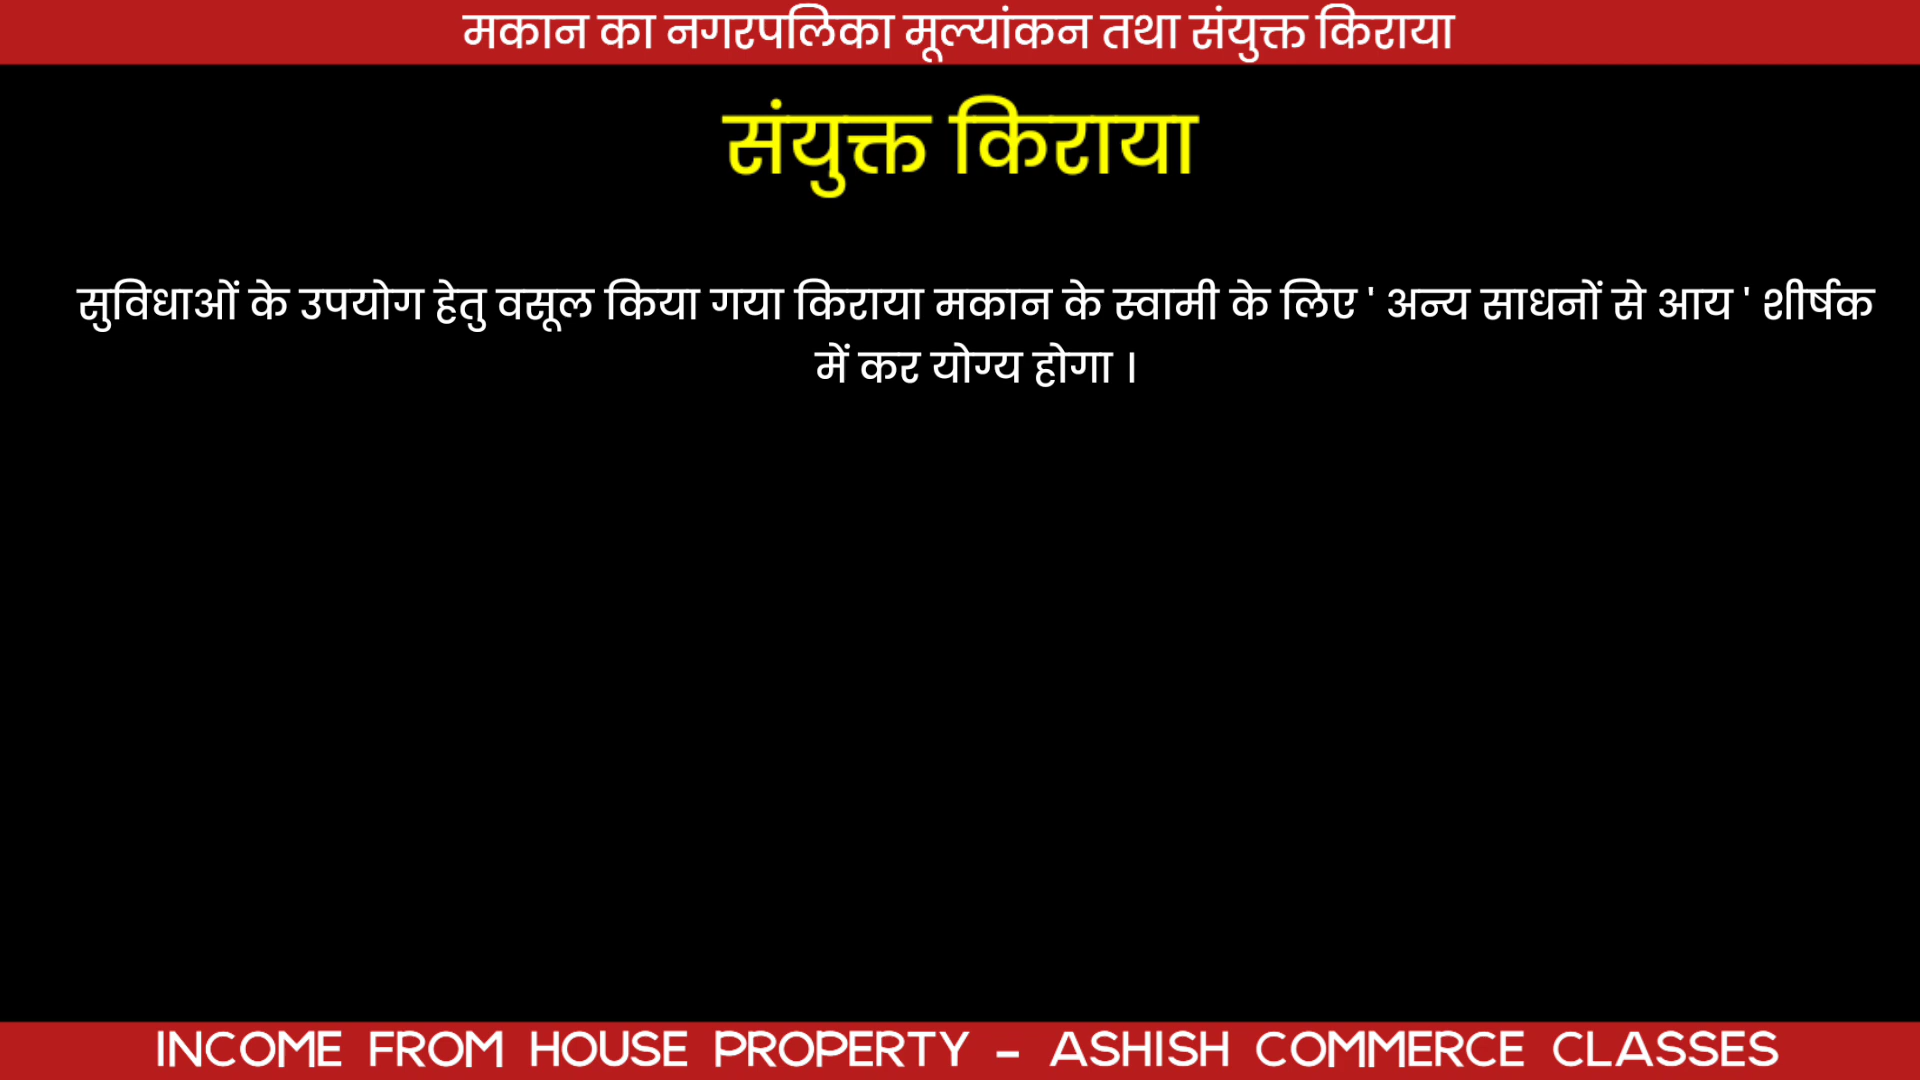 मकान का नगरपलिका मूल्यांकन तथा संयुक्त किराया
संयुक्त किराया
सुविधाओं के उपयोग हेतु वसूल किया गया किराया मकान के स्वामी के लिए ' अन्य साधनों से आय ' शीर्षक
में कर योग्य होगा ।
INCOME FROM HOUSE PROPERTY - ASHISH COMMERCE CLASSES